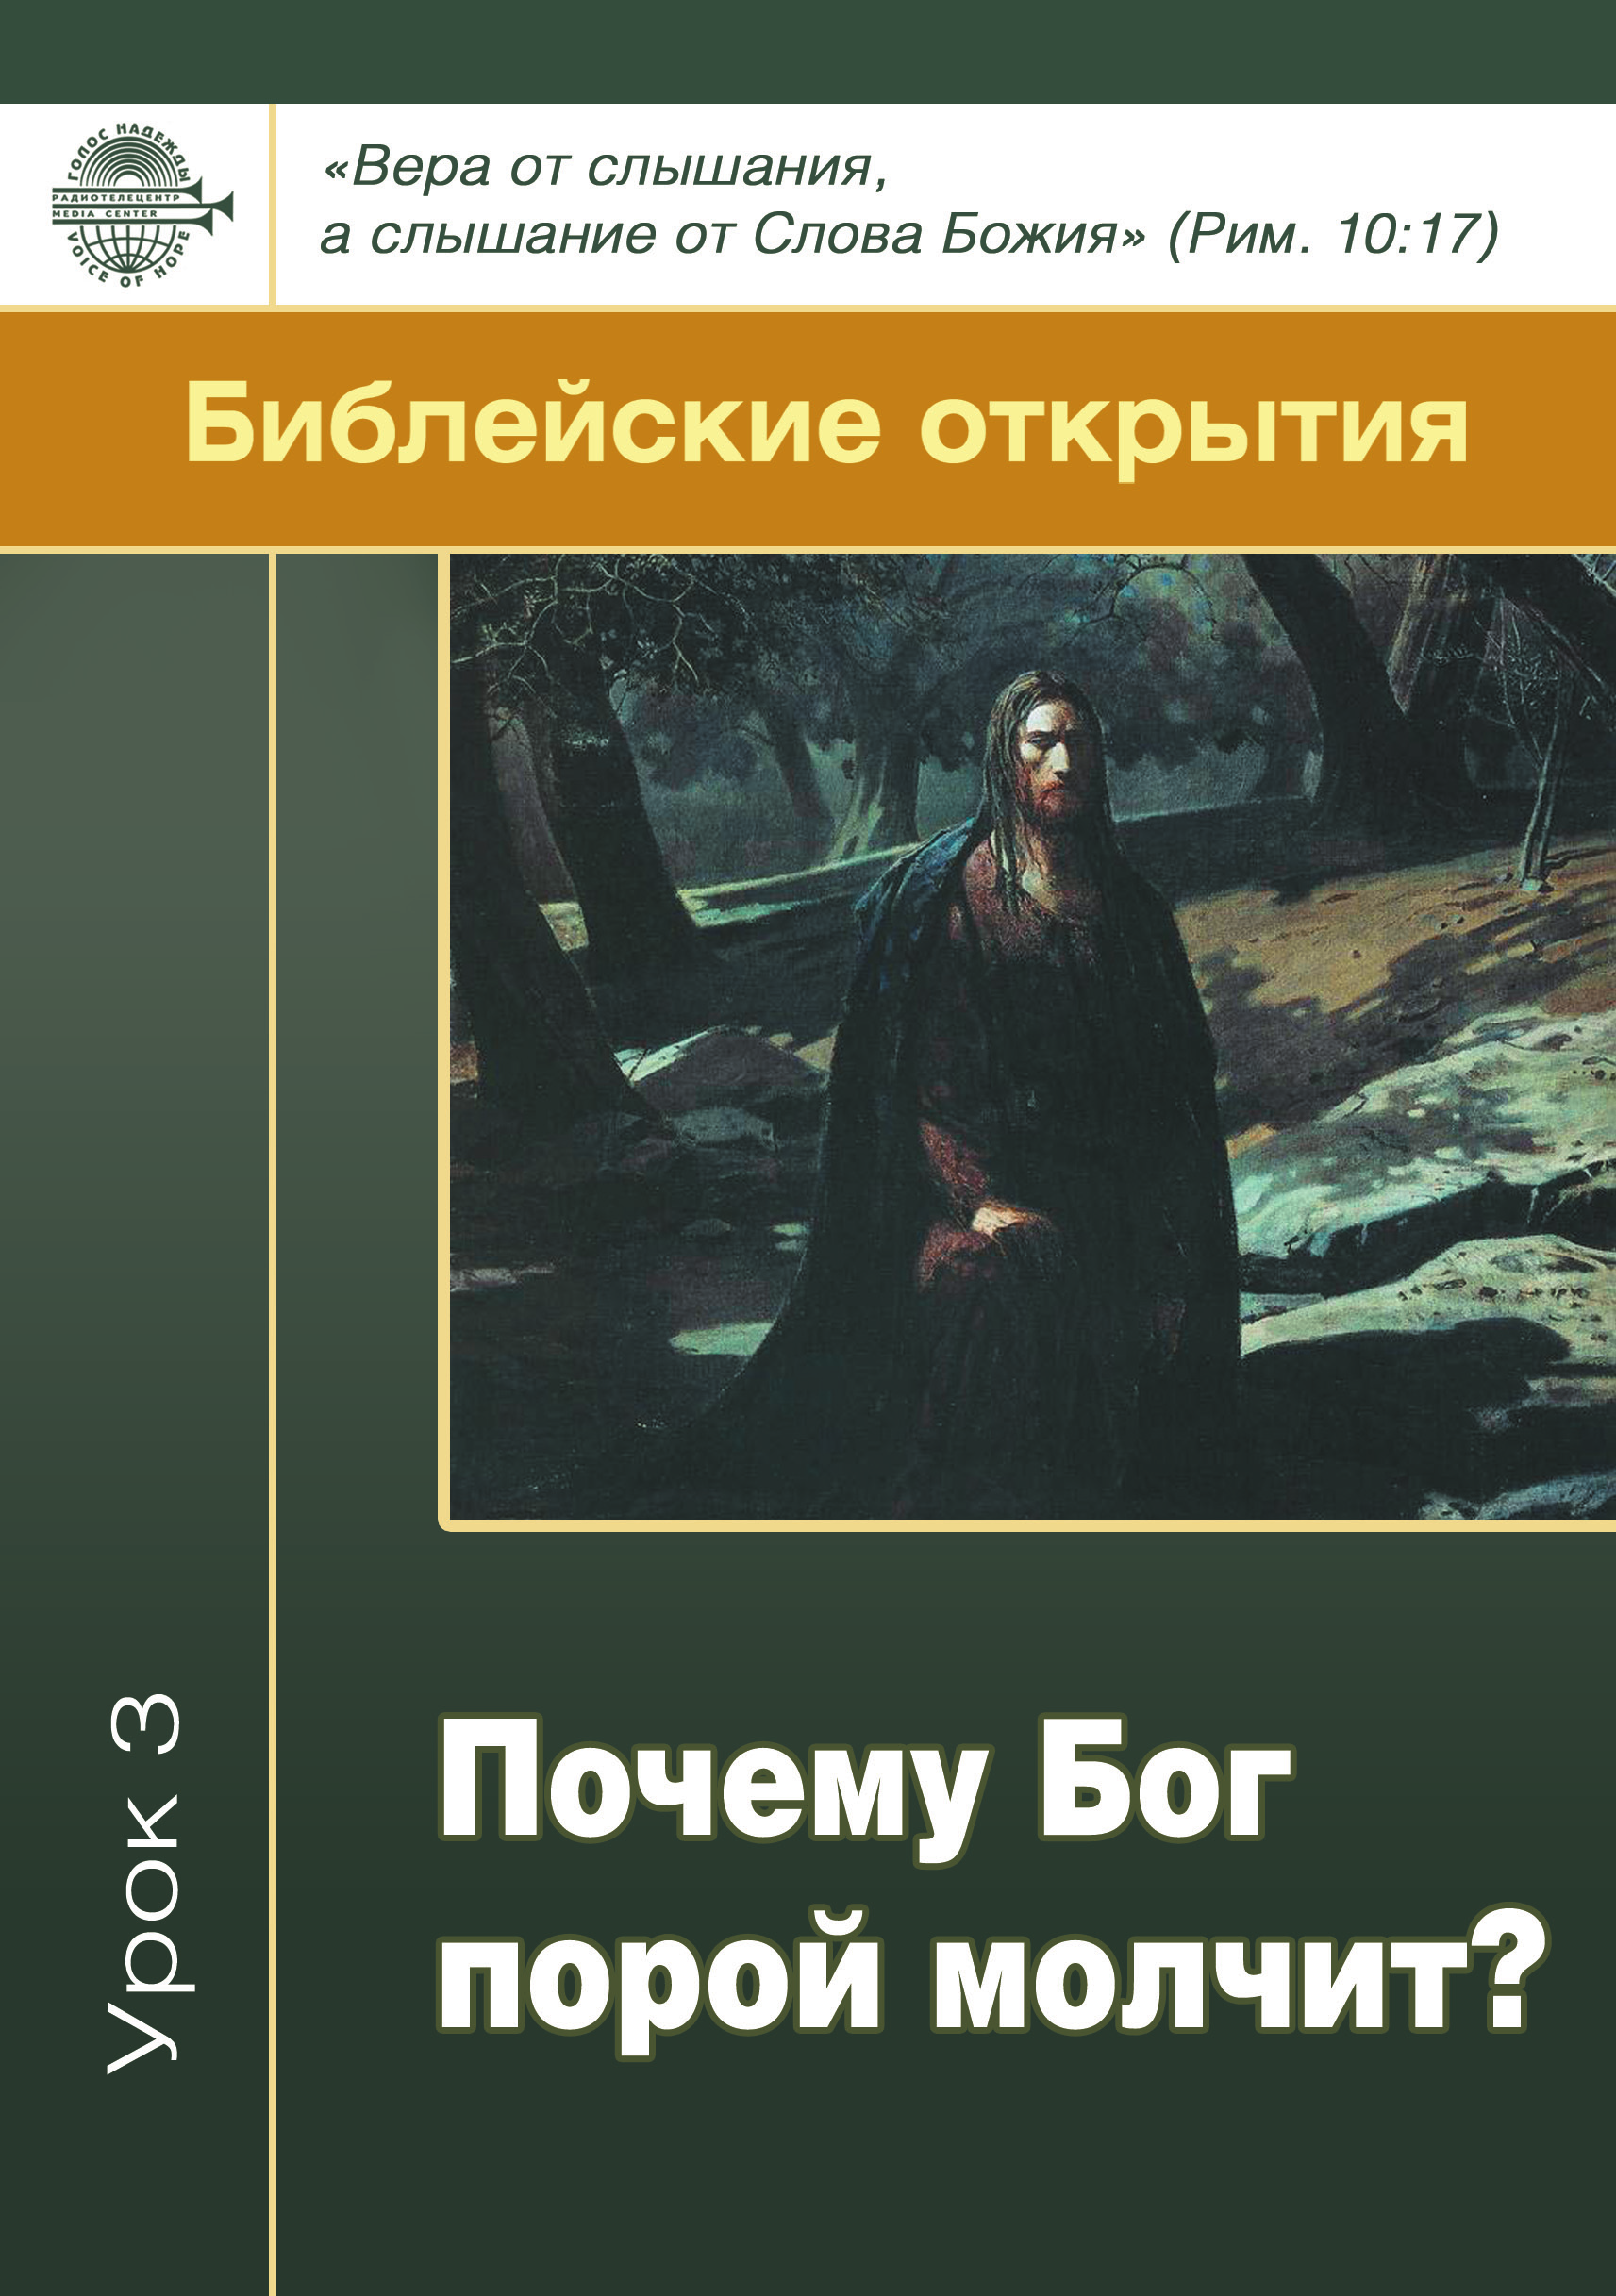 ГОЛОС НАДЕЖДЫ
РАДИОТЕЛЕЦЕНТР
MEDIA CENTER
VOICE OF HOPE
«Вера от слышания,
а слышание от Слова Божия» (Рим. 10:17)
Библейские открытия
Урок 3
Почему Бог
порой молчит?